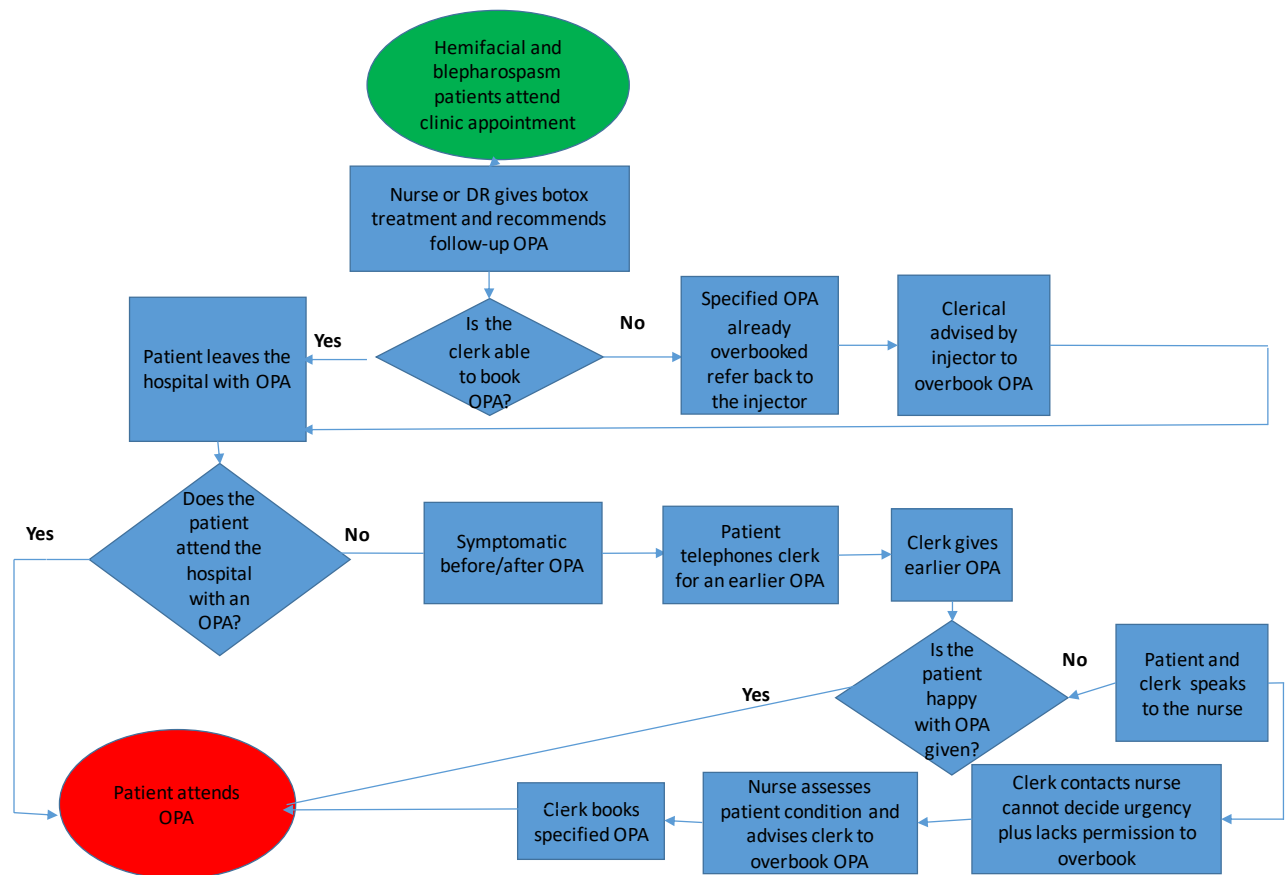 Hemifacial and
blepharospasm
patients attend
clinic appointment
Nurse or DR gives botox
treatment and recommends
follow-up OPA
Is the
clerk able
to book
OPA?
Yes
No
Patient leaves the
hospital with OPA
Specified OPA
already
overbooked
refer back to
the injector
Clerical
advised by
injector to
overbook OPA
Does the
patient
attend the
hospital
with an
OPA?
Yes
No
Symptomatic
before/after OPA
Patient
telephones clerk
for an earlier OPA
Clerk gives
earlier OPA
Is the
patient
happy
with OPA
given?
Yes
No
Patient and
clerk speaks
to the nurse
Clerk contacts nurse
cannot decide urgency
plus lacks permission to
overbook
Nurse assesses
patient condition and
advises clerk to
overbook OPA
Clerk books
specified OPA
Patient attends
OPA